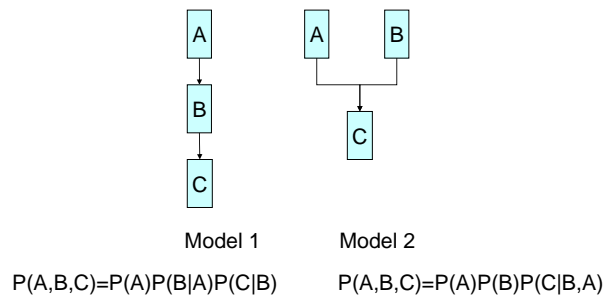 A
A
B
B
C
C
Model 1
Model 2
P(A,B,C)=P(A)P(B|A)P(C|B)
P(A,B,C)=P(A)P(B)P(C|B,A)